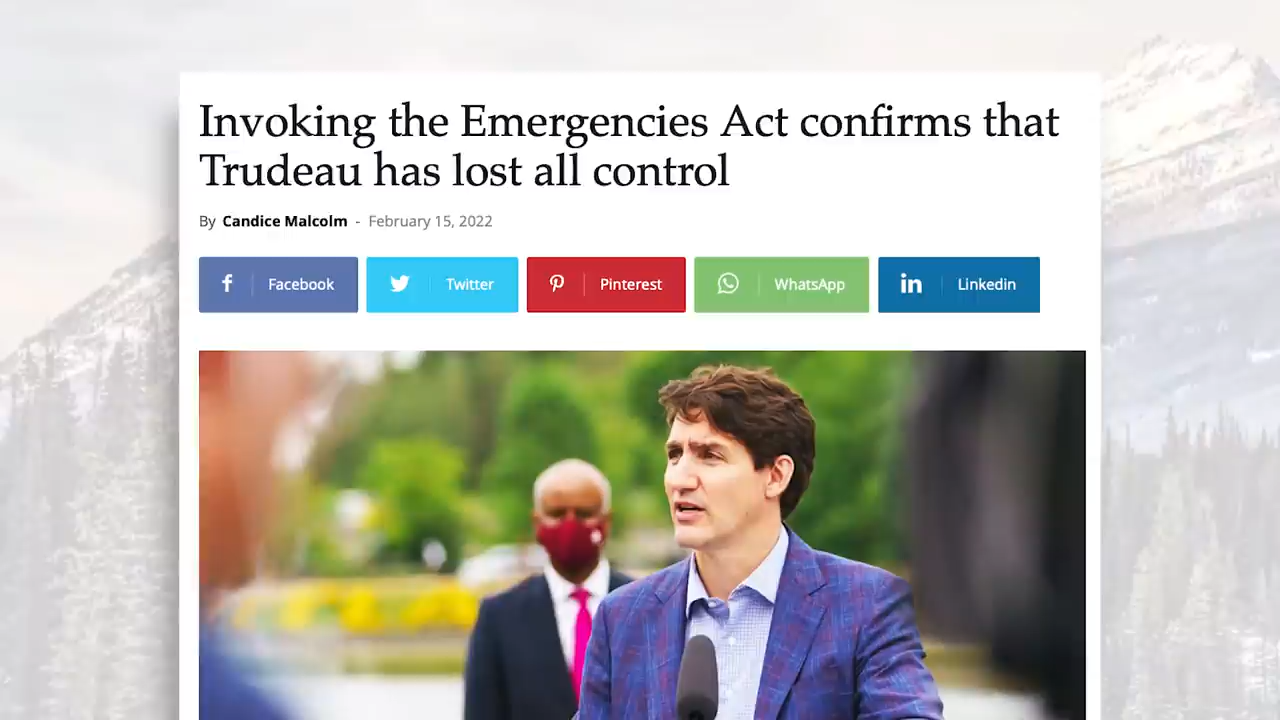 Invoking the Emergencies Act confirms that
Trudeau has lost all control
By Candice Malcolm - February 15, 2022
Facebook Twitter Pinterest WhatsApp Linkedin